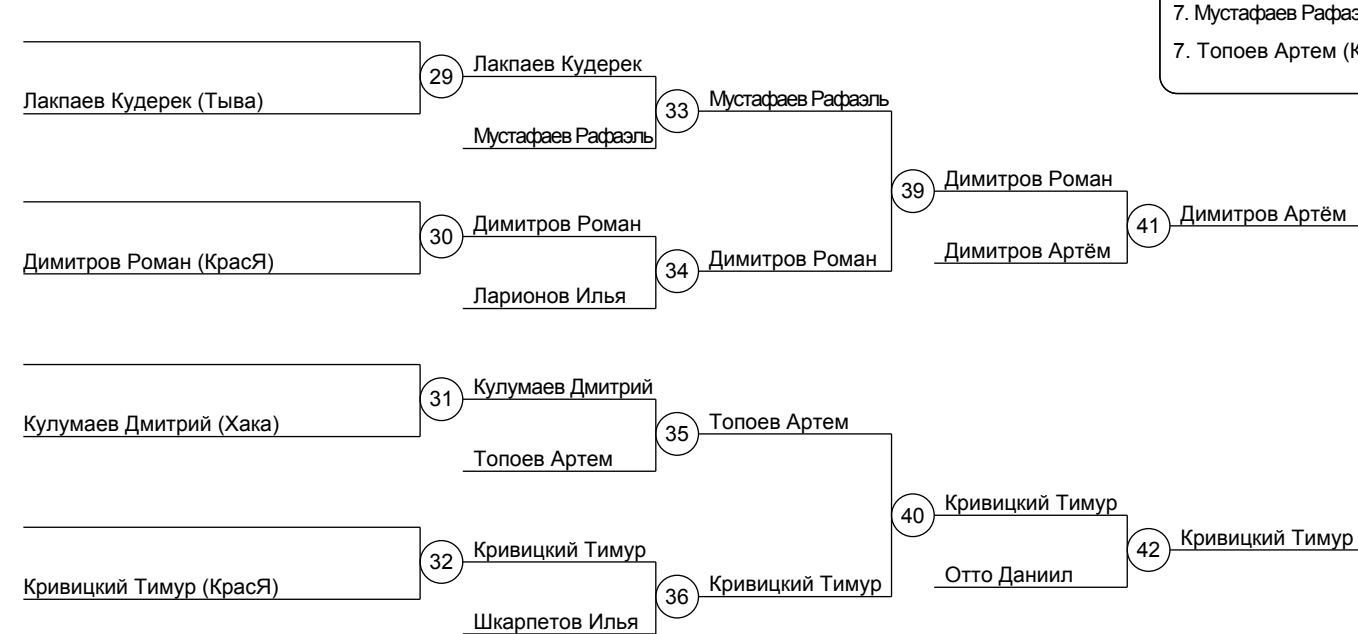 7. Мустафаев Рафаэ
7. Топоев Артем (К
29
Лакпаев Кудерек
Лакпаев Кудерек (Тыва)
33
Мустафаев Рафаэль
Мустафаев Рафаэль
39
Димитров Роман
30
Димитров Роман
41
Димитров Артём
Димитров Роман (КрасЯ)
34
Димитров Роман
Димитров Артём
Ларионов Илья
31
Кулумаев Дмитрий
Кулумаев Дмитрий (Хака)
35
Топоев Артем
Топоев Артем
40
Кривицкий Тимур
32
Кривицкий Тимур
42
Кривицкий Тимур
Кривицкий Тимур (КрасЯ)
36
Кривицкий Тимур
Отто Даниил
Шкарпетов Илья